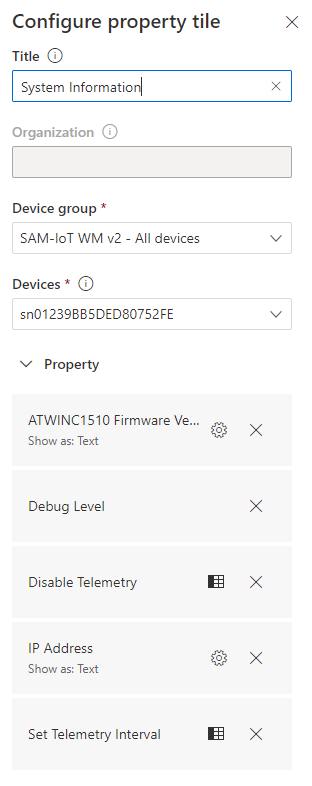 Configure property tile
Title
System Information
Organization
Device group *
SAM-IoT WM v2 - All devices
Devices *
sn01239BB5DED80752FE
Property
ATWINC1510 Firmware Ve...
Show as: Text
Debug Level
Disable Telemetry
IP Address
Show as: Text
Set Telemetry Interval